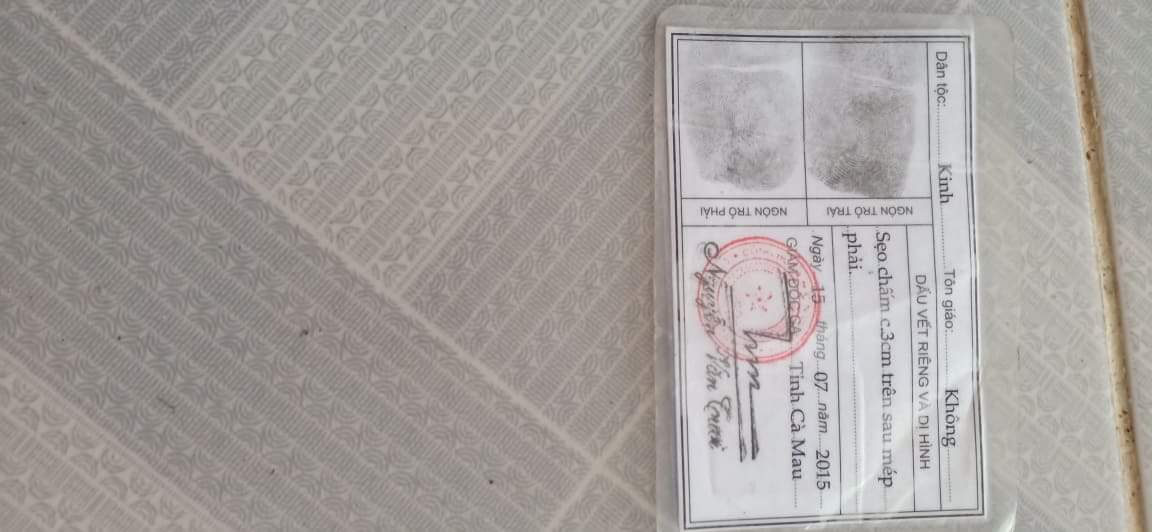 Dân tộc: Kinh Tôn giáo: Không
DẤU VẾT RIÊNG VÀ DỊ HÌNH
NGÓN TRỎ TRÁI
Sẹo chấm c.3cm trên sau mép
phải.
NGÓN TRỎ PHẢI
Ngày 15 tháng 07 năm 2015
GIÁM ĐỐC CA Tỉnh Cà Mau
Nguyễn Văn